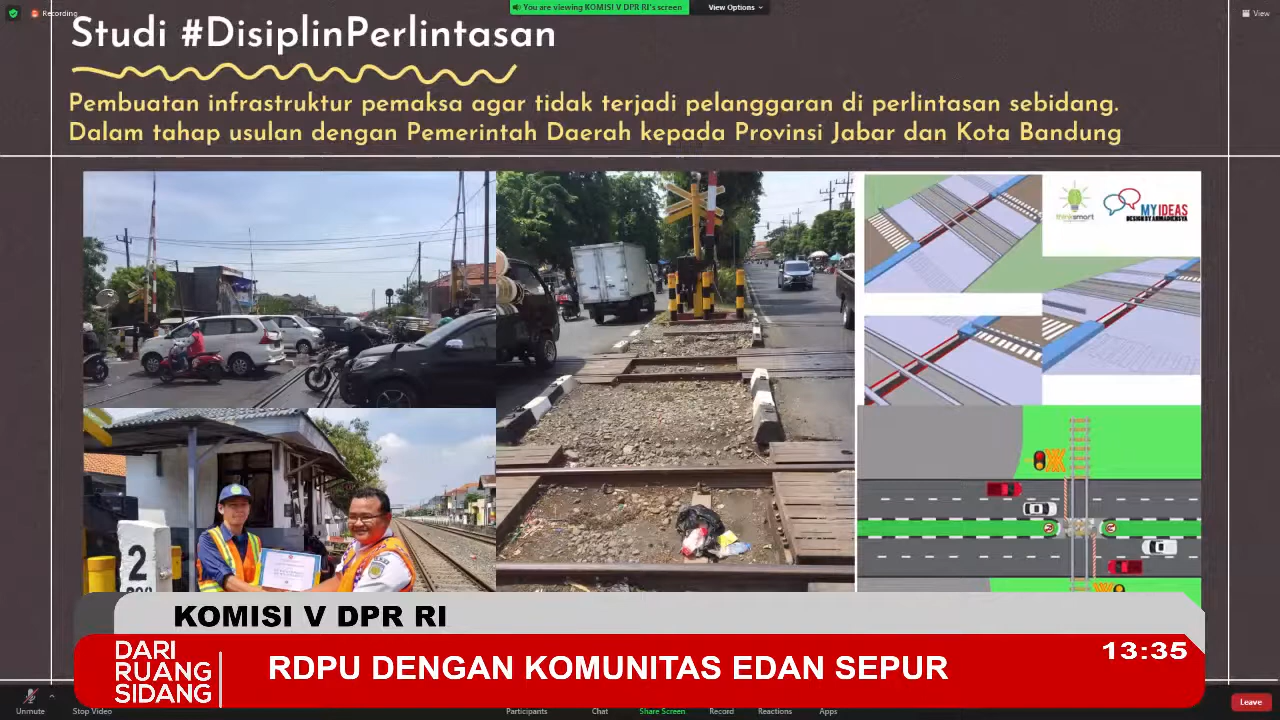 Recording
You are viewing KOMISI V DPR RI's screen
View Options
View
Studi #DisiplinPerlintasan
Pembuatan infrastruktur pemaksa agar tidak terjadi pelanggaran di perlintasan sebidang.
Dalam tahap usulan dengan Pemerintah Daerah kepada Provinsi Jabar dan Kota Bandung
thinksmart
MY IDEAS
2
KOMISI V DPR RI
DARI
RUANG
SIDANG
RDPU DENGAN KOMUNITAS EDAN SEPUR
13:35
Unmute
Stop Video
Participants
Chat
Share Screen
Record
Reactions
Apps
Leave